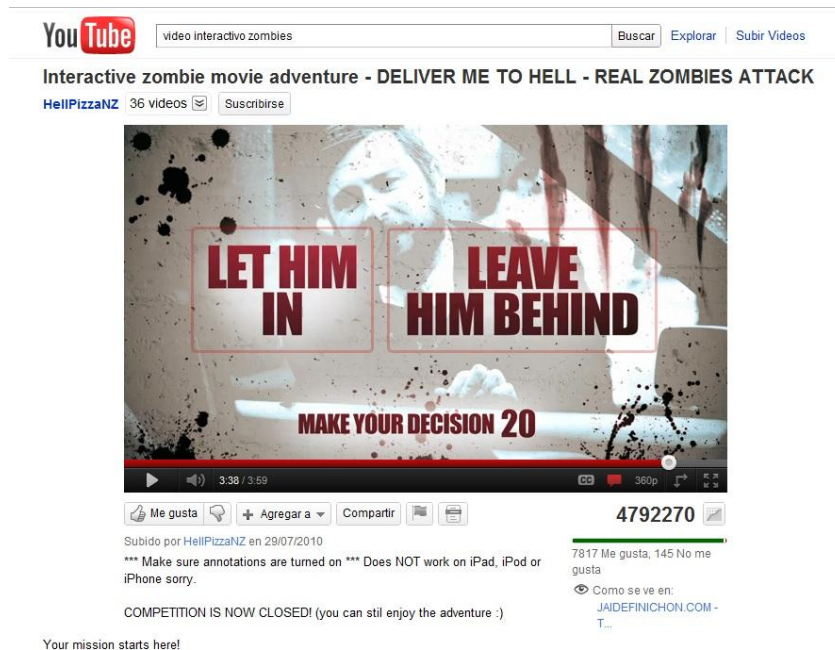 You Tube
video interactivo zombies
Buscar
Explorar
Subir Videos
Interactive zombie movie adventure - DELIVER ME TO HELL - REAL ZOMBIES ATTACK
HellPizzaNZ
36 videos
Suscribirse
LET HIM
IN
LEAVE
HIM BEHIND
MAKE YOUR DECISION 20
3:38 / 3:59
CC
360p
Me gusta
Agregar a
Compartir
4792270
Subido por HellPizzaNZ en 29/07/2010
*** Make sure annotations are turned on *** Does NOT work on iPad, iPod or
iPhone sorry.
COMPETITION IS NOW CLOSED! (you can stil enjoy the adventure :)
7817 Me gusta, 145 No me
gusta
Como se ve en:
JAIDEFINICHON.COM -
T...
Your mission starts here!